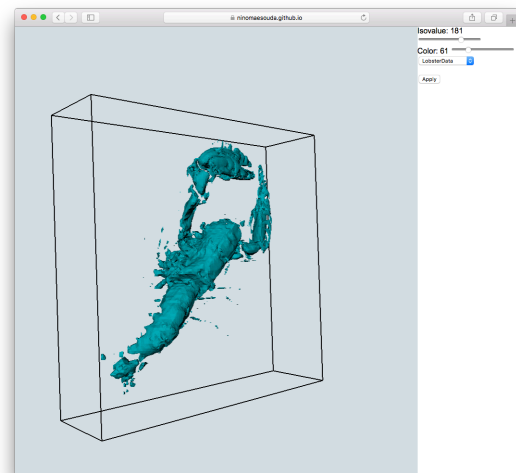 ninomaesouda.github.io
Isovalue: 181
Color: 61
LobsterData
Apply